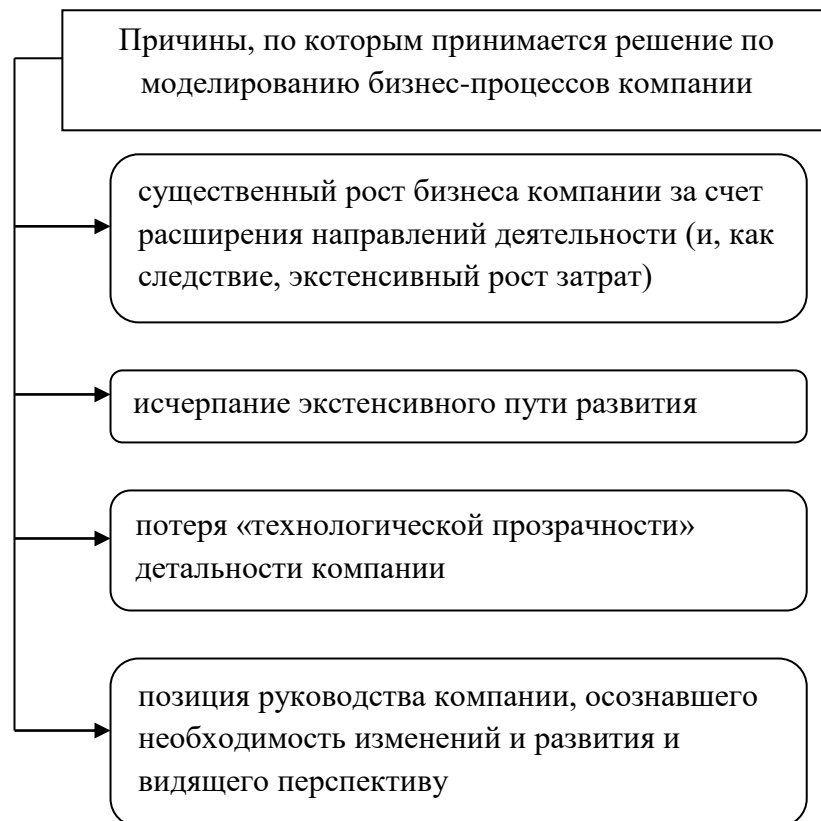 Причины, по которым принимается решение по
моделированию бизнес-процессов компании
существенный рост бизнеса компании за счет
расширения направлений деятельности (и, как
следствие, экстенсивный рост затрат)
исчерпание экстенсивного пути развития
потеря «технологической прозрачности»
детальности компании
позиция руководства компании, осознавшего
необходимость изменений и развития и
видящего перспективу